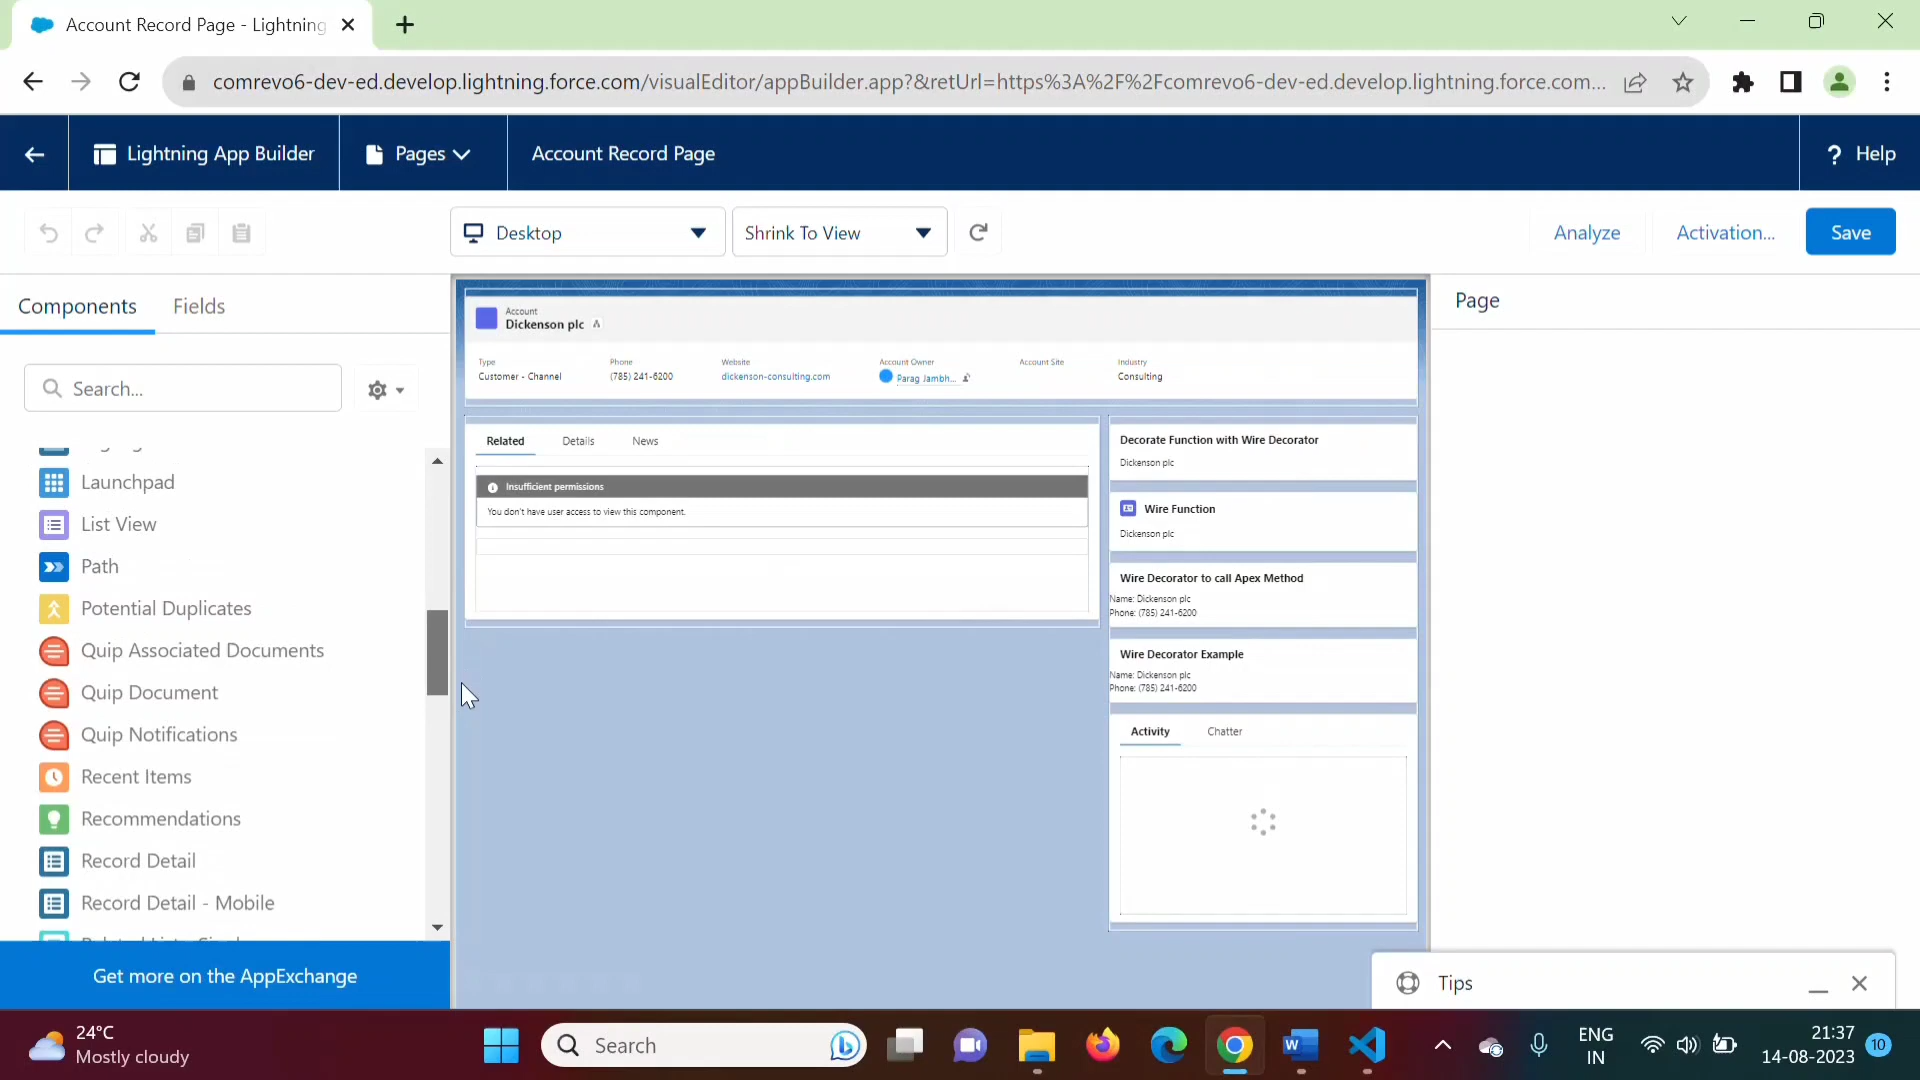 Account Record Page - Lightning
comrevo6-dev-ed.develop.lightning.force.com/visualEditor/appBuilder.app?&retUrl=https%3A%2F%2Fcomrevo6-dev-ed.develop.lightning.force.com...
Lightning App Builder
Pages
Account Record Page
? Help
Desktop
Shrink To View
Analyze
Activation...
Save
Components
Fields
Search...
Launchpad
List View
Path
Potential Duplicates
Quip Associated Documents
Quip Document
Quip Notifications
Recent Items
Recommendations
Record Detail
Record Detail - Mobile
Get more on the AppExchange
Account
Dickenson plc
Type
Phone
Website
Account Owner
Account Site
Industry
Customer - Channel
(785) 241-6200
dickenson-consulting.com
Parag Jambh...
Consulting
Related
Details
News
Insufficient permissions
You don't have user access to view this component.
Decorate Function with Wire Decorator
Dickenson plc
Wire Function
Dickenson plc
Wire Decorator to call Apex Method
Name: Dickenson plc
Phone: (785) 241-6200
Wire Decorator Example
Name: Dickenson plc
Phone: (785) 241-6200
Activity
Chatter
Page
Tips
24°C
Mostly cloudy
Search
ENG
IN
21:37
14-08-2023
10